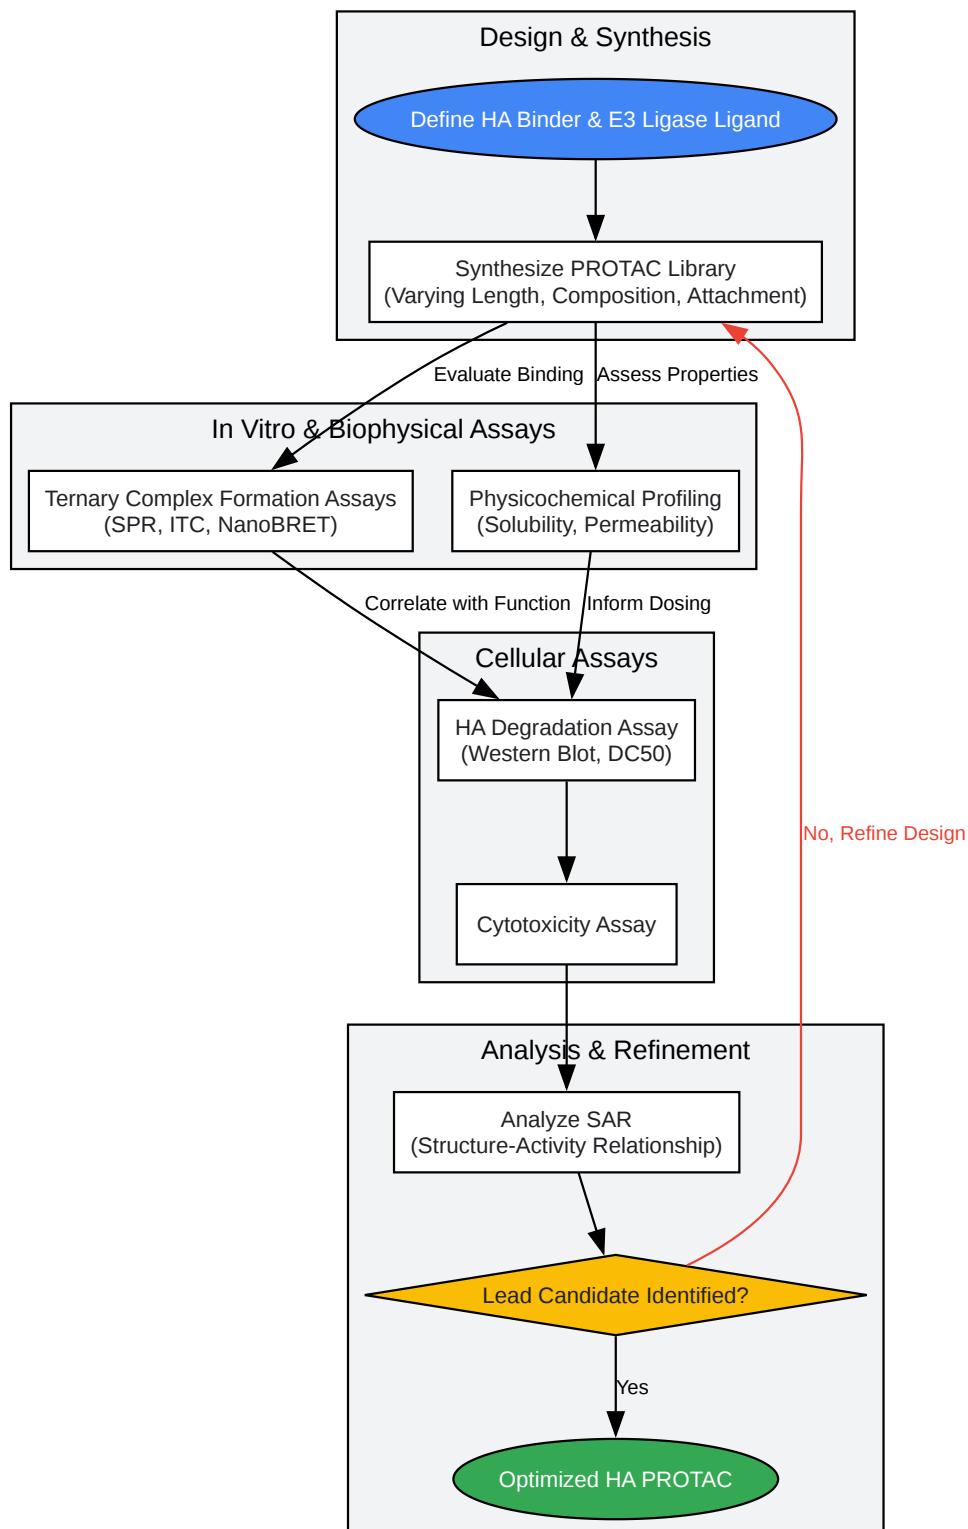 Design & Synthesis
Define HA Binder & E3 Ligase Ligand
Synthesize PROTAC Library
(Varying Length, Composition, Attachment)
Evaluate Binding
Assess Properties
In Vitro & Biophysical Assays
Ternary Complex Formation Assays
(SPR, ITC, NanoBRET)
Physicochemical Profiling
(Solubility, Permeability)
Correlate with Function
Inform Dosing
Cellular Assays
HA Degradation Assay
(Western Blot, DC50)
No, Refine Design
Cytotoxicity Assay
Analysis & Refinement
Analyze SAR
(Structure-Activity Relationship)
Lead Candidate Identified?
Yes
Optimized HA PROTAC